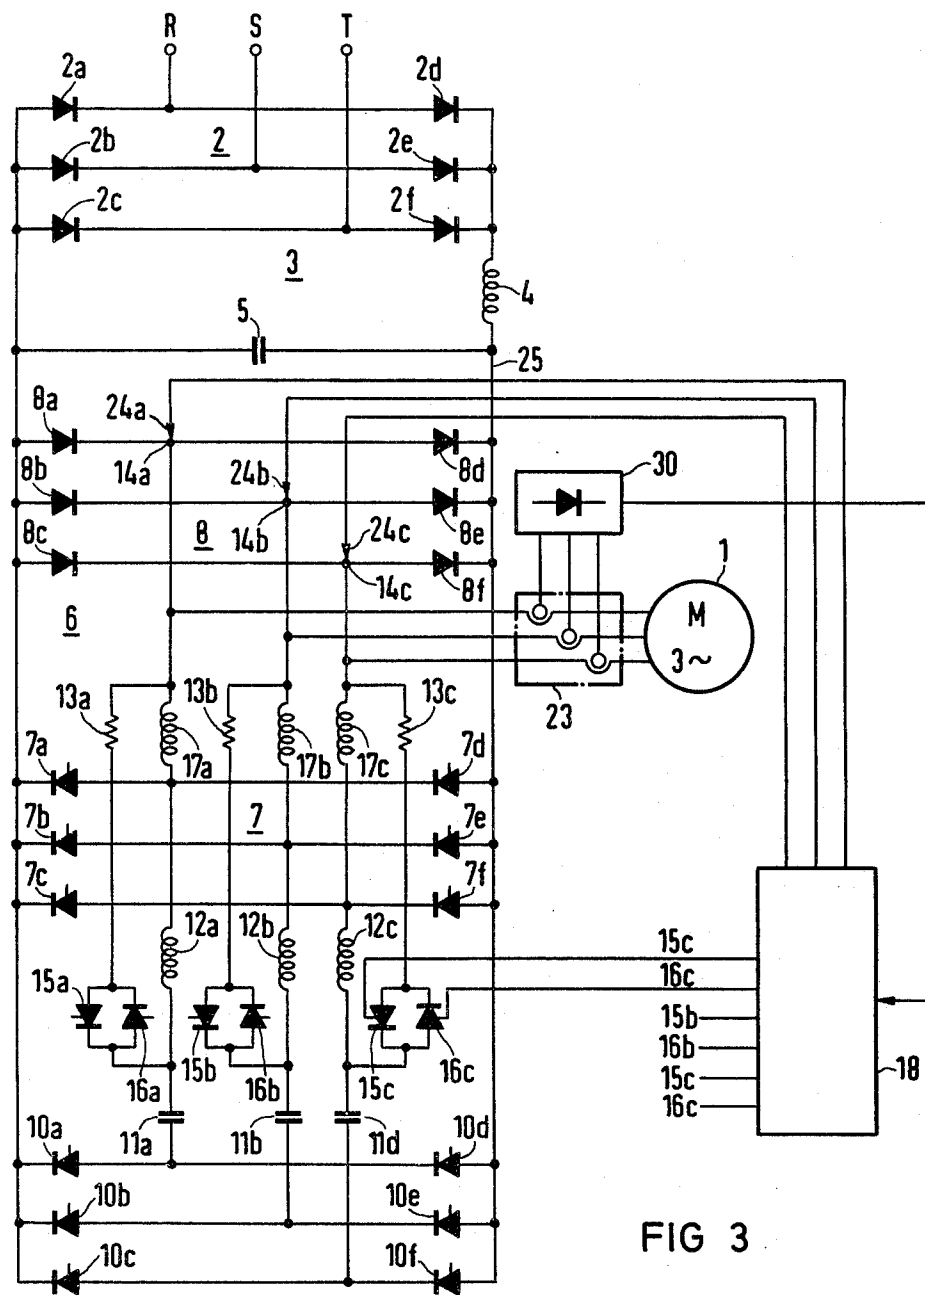 R S T
2a 2d
2b 2 2e
2c 2f
3
4
5
25
8a 24a
14a 8d 30
8b 24b
8 14b 8e
8c 24c 1
14c 8f
6
M
3~
13a 13b 13c 23
17a 17b 17c
7a 7d
7b 7 7e
7c 7f
12a 12b 12c
15c
16c
15a
15b
16b
15b 15c 16c
16a 16b
15c
16c
18
11a 11b 11d
10a 10d
10b 10e
10c 10f
FIG 3